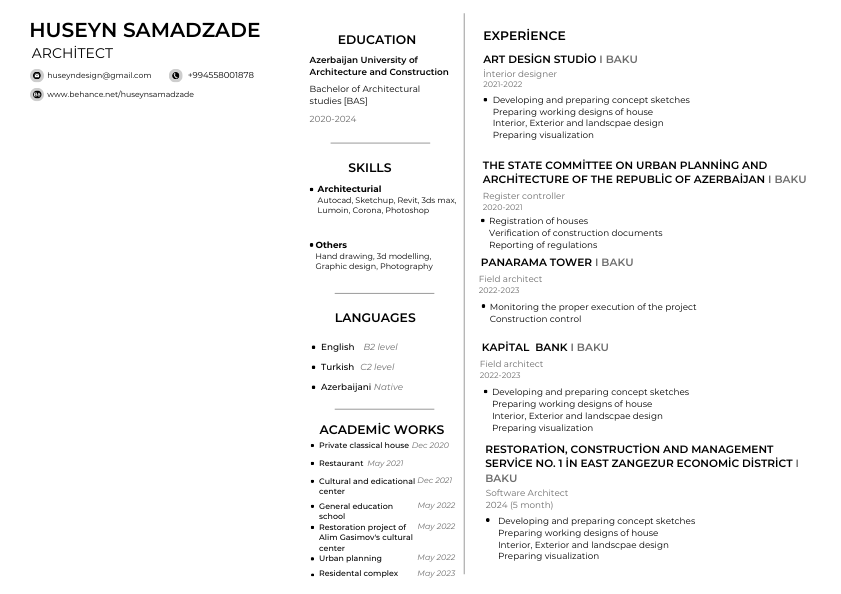 HUSEYN SAMADZADE
ARCHİTECT
huseyndesign@gmail.com
+994558001878
www.behance.net/huseynsamadzade
EDUCATION
Azerbaijan University of
Architecture and Construction
Bachelor of Architectural
studies [BAS]
2020-2024
SKILLS
Architecturial
Autocad, Sketchup, Revit, 3ds max,
Lumoin, Corona, Photoshop
Others
Hand drawing, 3d modelling,
Graphic design, Photography
LANGUAGES
English B2 level
Turkish C2 level
Azerbaijani Native
ACADEMIC WORKS
Private classical house Dec 2020
Restaurant May 2021
Cultural and edicational Dec 2021
center
General education May 2022
school
Restoration project of May 2022
Alim Gasimov's cultural
center
Urban planning May 2022
Residental complex May 2023
EXPERİENCE
ART DESİGN STUDİO I BAKU
İnterior designer
2021-2022
Developing and preparing concept sketches
Preparing working designs of house
Interior, Exterior and landscpae design
Preparing visualization
THE STATE COMMİTTEE ON URBAN PLANNİNG AND
ARCHİTECTURE OF THE REPUBLİC OF AZERBAİJAN I BAKU
Register controller
2020-2021
Registration of houses
Verification of construction documents
Reporting of regulations
PANARAMA TOWER I BAKU
Field architect
2022-2023
Monitoring the proper execution of the project
Construction control
KAPİTAL BANK I BAKU
Field architect
2022-2023
Developing and preparing concept sketches
Preparing working designs of house
Interior, Exterior and landscpae design
Preparing visualization
RESTORATİON, CONSTRUCTİON AND MANAGEMENT
SERVİCE NO. 1 İN EAST ZANGEZUR ECONOMİC DİSTRİCT I
BAKU
Software Architect
2024 (5 month)
Developing and preparing concept sketches
Preparing working designs of house
Interior, Exterior and landscpae design
Preparing visualization